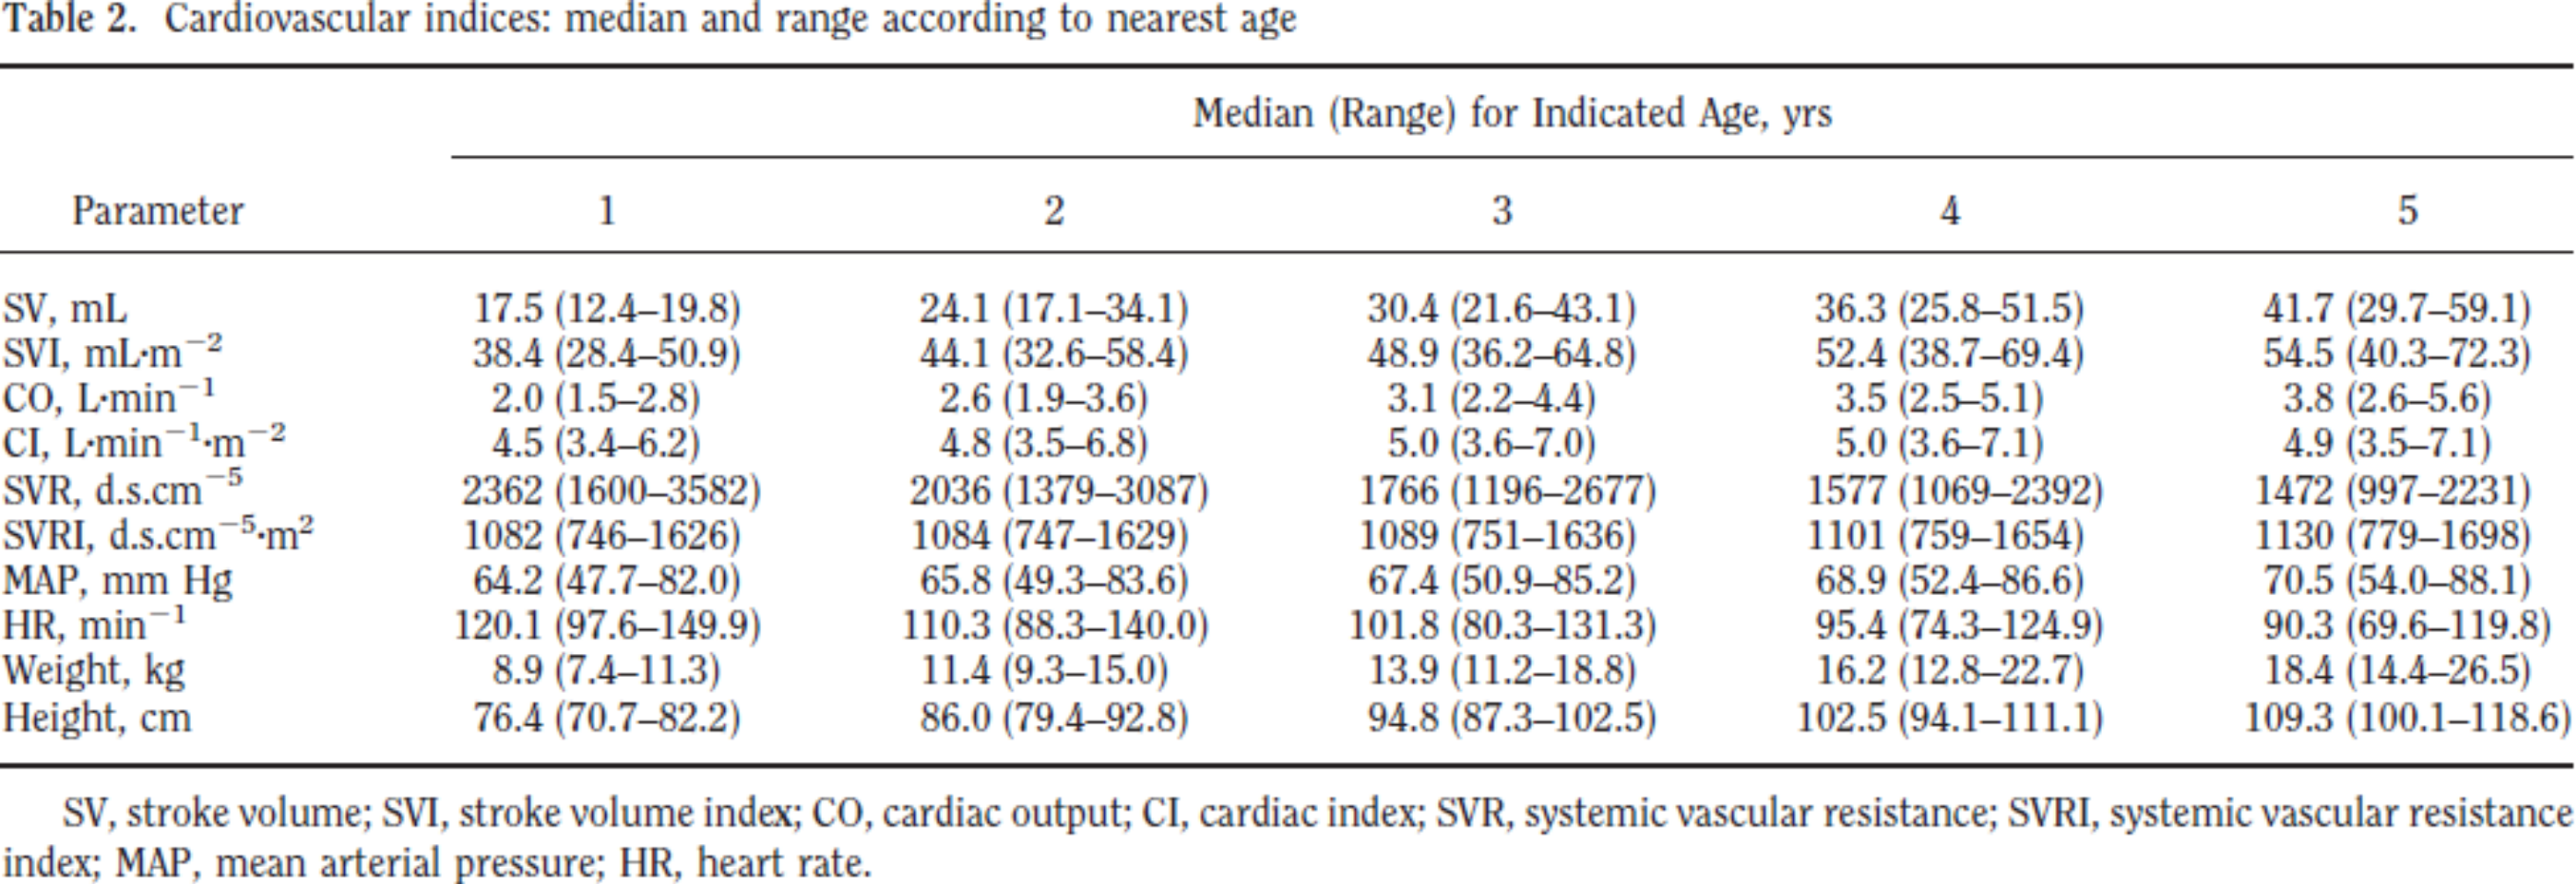 Table 2. Cardiovascular indices: median and range according to nearest age
Median (Range) for Indicated Age, yrs
Parameter 1 2 3 4 5
SV, mL 17.5 (12.4–19.8) 24.1 (17.1–34.1) 30.4 (21.6–43.1) 36.3 (25.8–51.5) 41.7 (29.7–59.1)
SVI, mL·m⁻² 38.4 (28.4–50.9) 44.1 (32.6–58.4) 48.9 (36.2–64.8) 52.4 (38.7–69.4) 54.5 (40.3–72.3)
CO, L·min⁻¹ 2.0 (1.5–2.8) 2.6 (1.9–3.6) 3.1 (2.2–4.4) 3.5 (2.5–5.1) 3.8 (2.6–5.6)
CI, L·min⁻¹·m⁻² 4.5 (3.4–6.2) 4.8 (3.5–6.8) 5.0 (3.6–7.0) 5.0 (3.6–7.1) 4.9 (3.5–7.1)
SVR, d.s.cm⁻⁵ 2362 (1600–3582) 2036 (1379–3087) 1766 (1196–2677) 1577 (1069–2392) 1472 (997–2231)
SVRI, d.s.cm⁻⁵·m² 1082 (746–1626) 1084 (747–1629) 1089 (751–1636) 1101 (759–1654) 1130 (779–1698)
MAP, mm Hg 64.2 (47.7–82.0) 65.8 (49.3–83.6) 67.4 (50.9–85.2) 68.9 (52.4–86.6) 70.5 (54.0–88.1)
HR, min⁻¹ 120.1 (97.6–149.9) 110.3 (88.3–140.0) 101.8 (80.3–131.3) 95.4 (74.3–124.9) 90.3 (69.6–119.8)
Weight, kg 8.9 (7.4–11.3) 11.4 (9.3–15.0) 13.9 (11.2–18.8) 16.2 (12.8–22.7) 18.4 (14.4–26.5)
Height, cm 76.4 (70.7–82.2) 86.0 (79.4–92.8) 94.8 (87.3–102.5) 102.5 (94.1–111.1) 109.3 (100.1–118.6)
SV, stroke volume; SVI, stroke volume index; CO, cardiac output; CI, cardiac index; SVR, systemic vascular resistance; SVRI, systemic vascular resistance
index; MAP, mean arterial pressure; HR, heart rate.